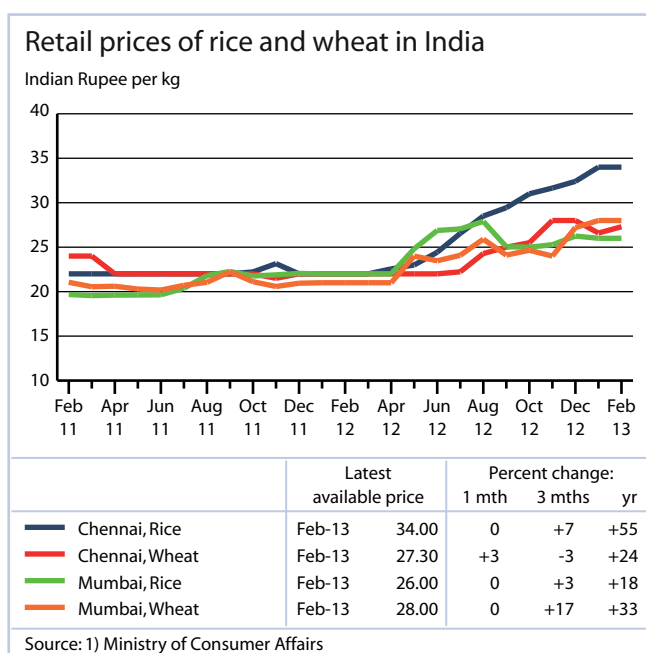 Retail prices of rice and wheat in India
Indian Rupee per kg
40
35
30
25
20
15
10
Feb Apr Jun Aug Oct Dec Feb Apr Jun Aug Oct Dec Feb
11 11 11 11 11 11 12 12 12 12 12 12 13
Latest Percent change:
available price 1 mth 3 mths yr
Chennai, Rice Feb-13 34.00 0 +7 +55
Chennai, Wheat Feb-13 27.30 +3 -3 +24
Mumbai, Rice Feb-13 26.00 0 +3 +18
Mumbai, Wheat Feb-13 28.00 0 +17 +33
Source: 1) Ministry of Consumer Affairs